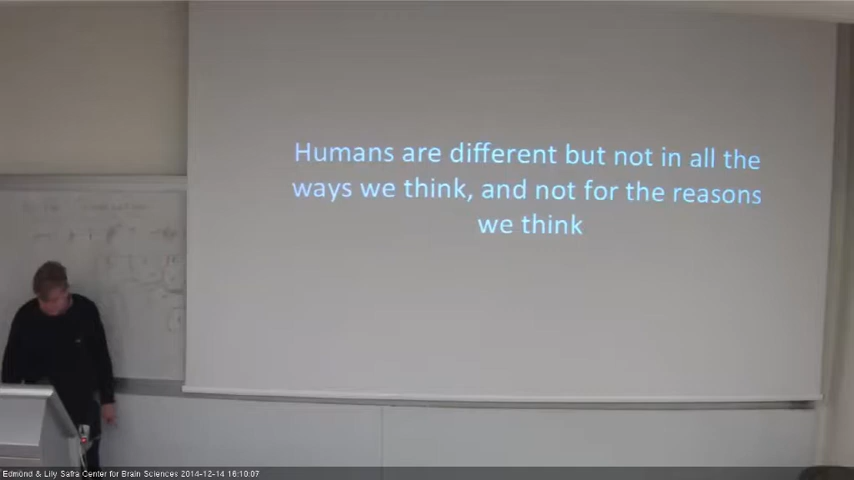 Humans are different but not in all the
ways we think, and not for the reasons
we think
Edmond & Lily Safra Center for Brain Sciences 2014-12-14 16:10:07